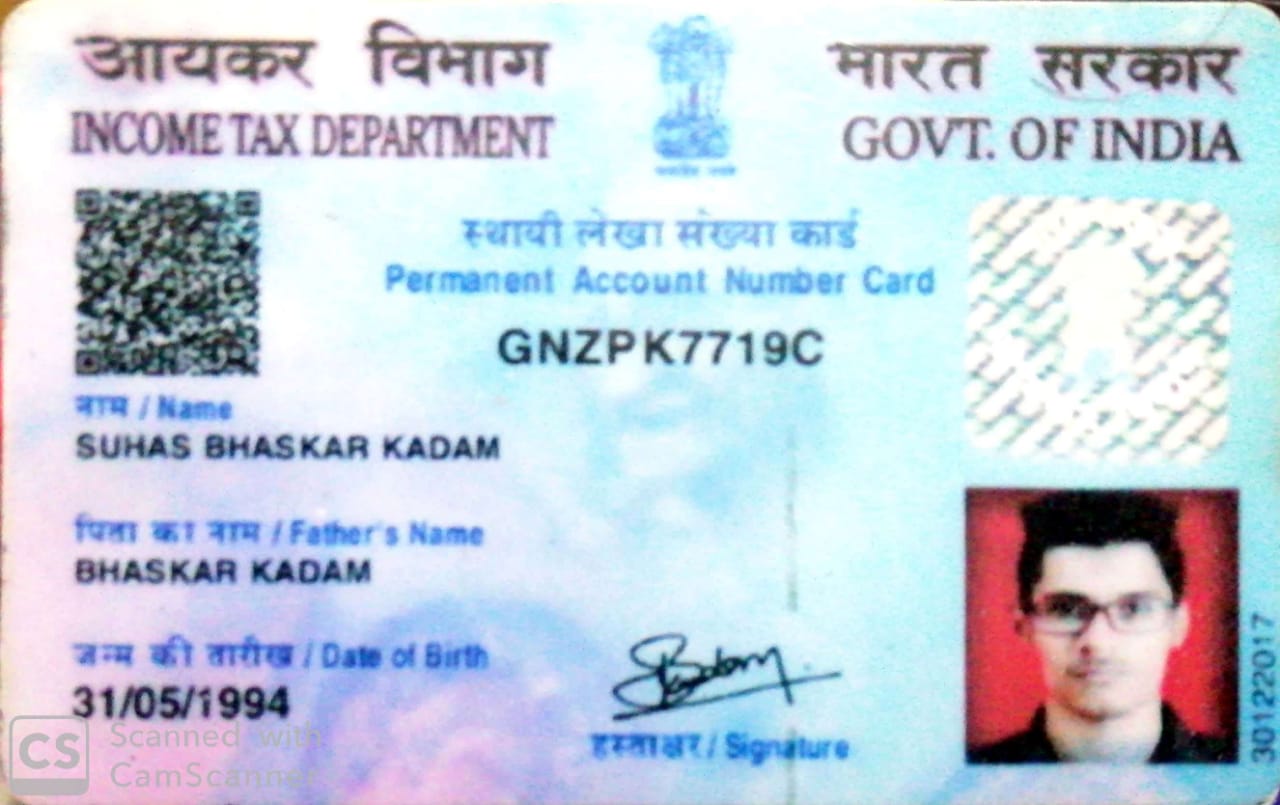 आयकर विभाग
INCOME TAX DEPARTMENT
भारत सरकार
GOVT. OF INDIA
स्थायी लेखा संख्या कार्ड
Permanent Account Number Card
GNZPK7719C
नाम / Name
SUHAS BHASKAR KADAM
पिता का नाम / Father's Name
BHASKAR KADAM
जन्म की तारीख / Date of Birth
31/05/1994
हस्ताक्षर / Signature
30122017
CS
Scanned with
CamScanner